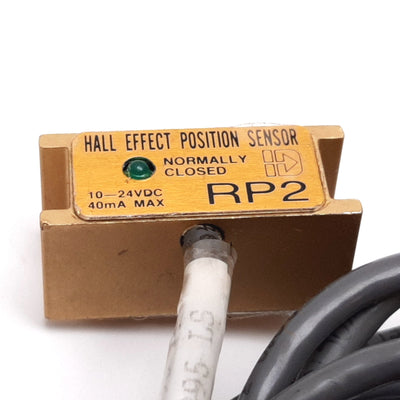 HALL EFFECT POSITION SENSOR
NORMALLY
CLOSED
10-24VDC
40mA MAX
RP2